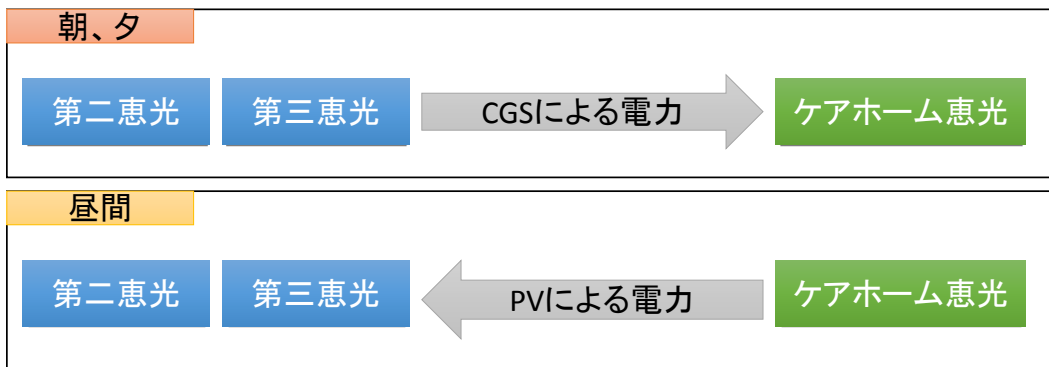 朝、夕
第二恵光
第三恵光
CGSによる電力
ケアホーム恵光
昼間
第二恵光
第三恵光
PVによる電力
ケアホーム恵光